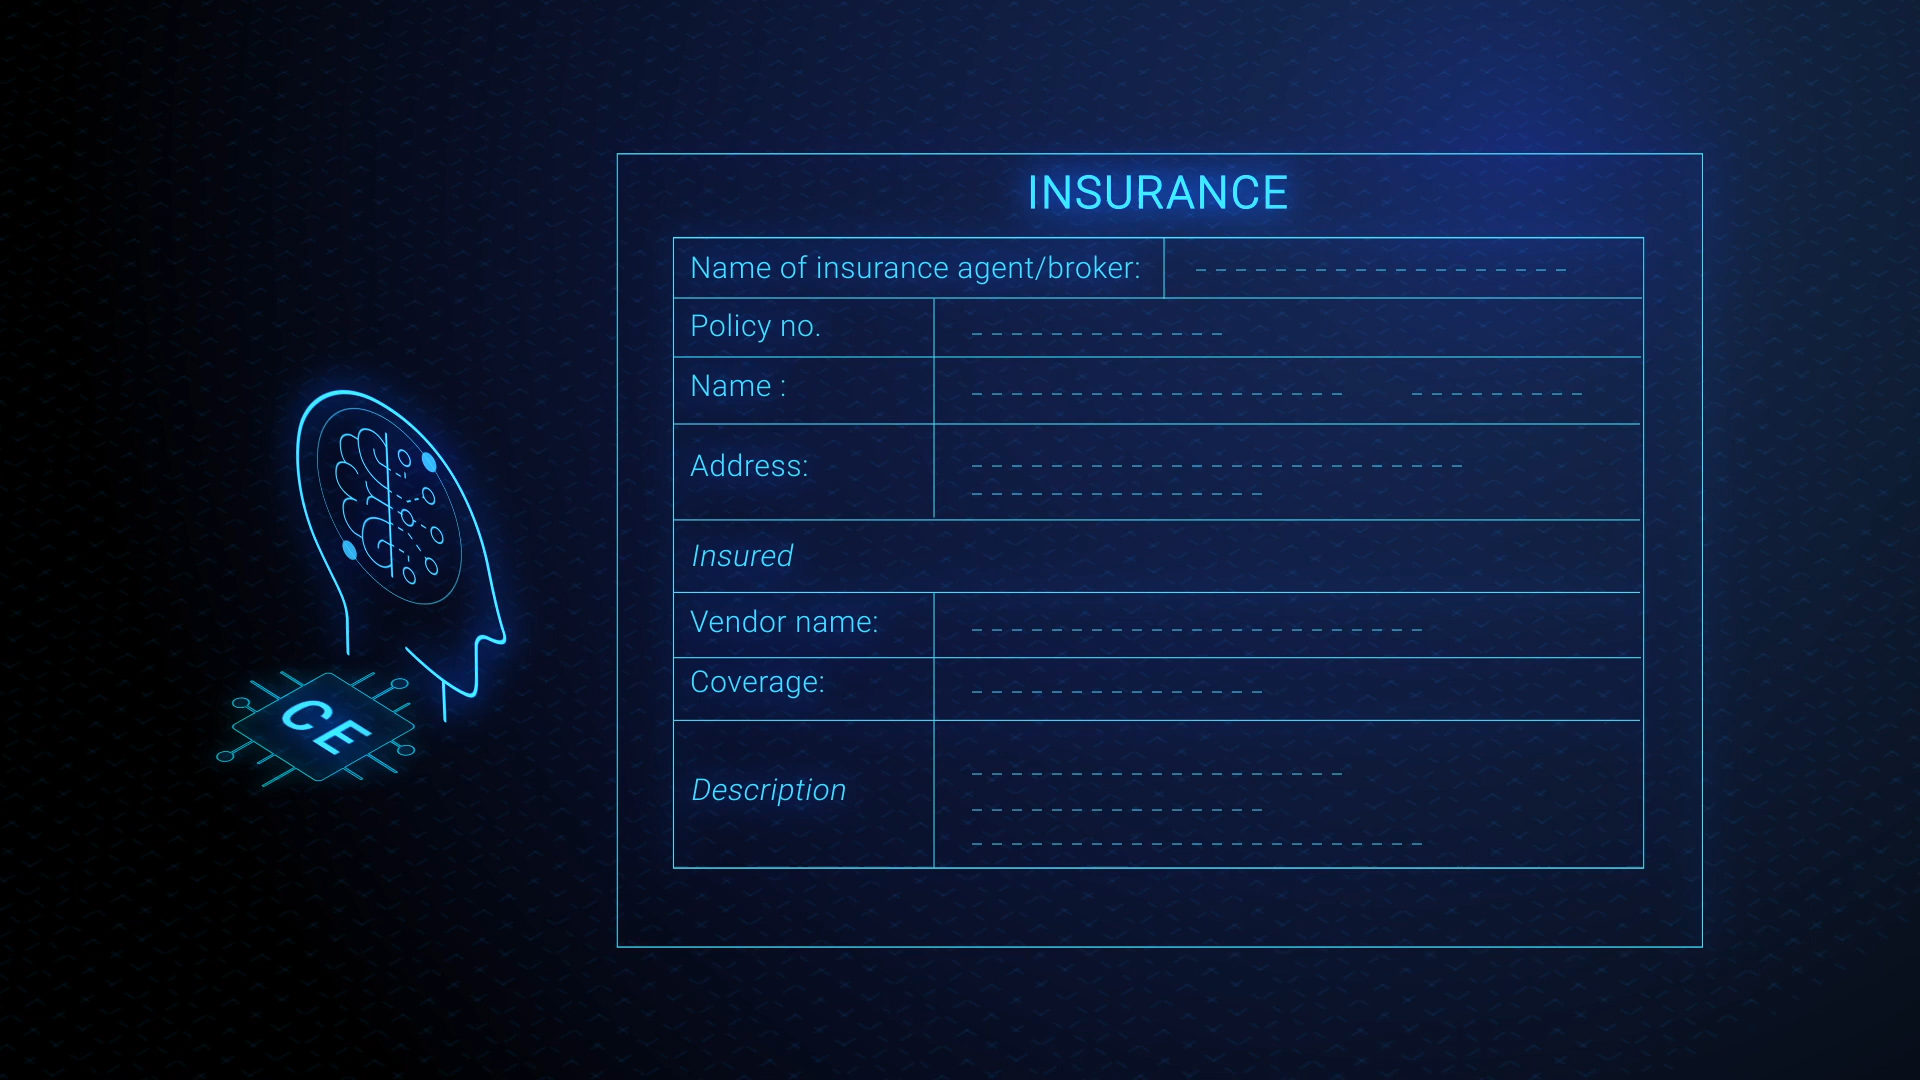 INSURANCE
Name of insurance agent/broker:
Policy no.
Name :
Address:
Insured
Vendor name:
Coverage:
Description
CE